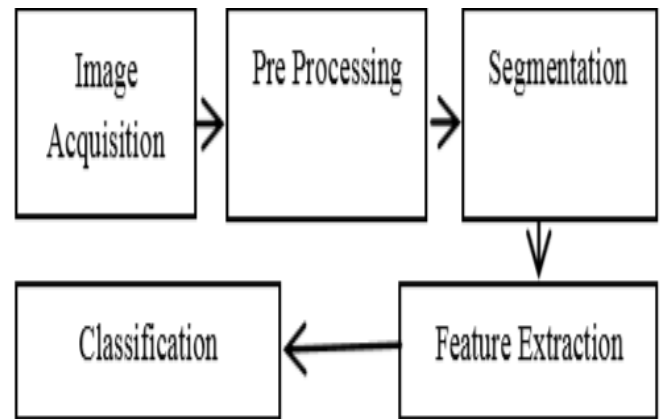 Image
Acquisition
Pre Processing
Segmentation
Feature Extraction
Classification